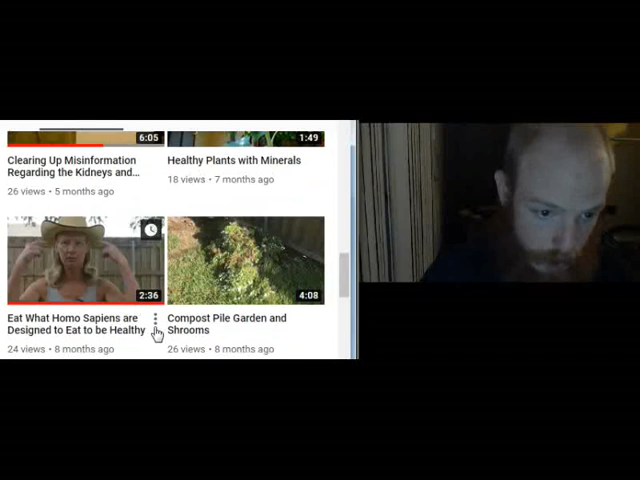 6:05
1:49
Clearing Up Misinformation
Regarding the Kidneys and...
26 views • 5 months ago
Healthy Plants with Minerals
18 views • 7 months ago
2:36
4:08
Eat What Homo Sapiens are
Designed to Eat to be Healthy
24 views • 8 months ago
Compost Pile Garden and
Shrooms
26 views • 8 months ago